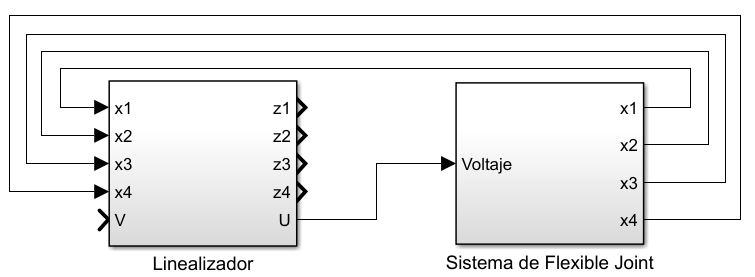 x1
x2
x3
x4
V
z1
z2
z3
z4
U
Linealizador
Voltaje
x1
x2
x3
x4
Sistema de Flexible Joint